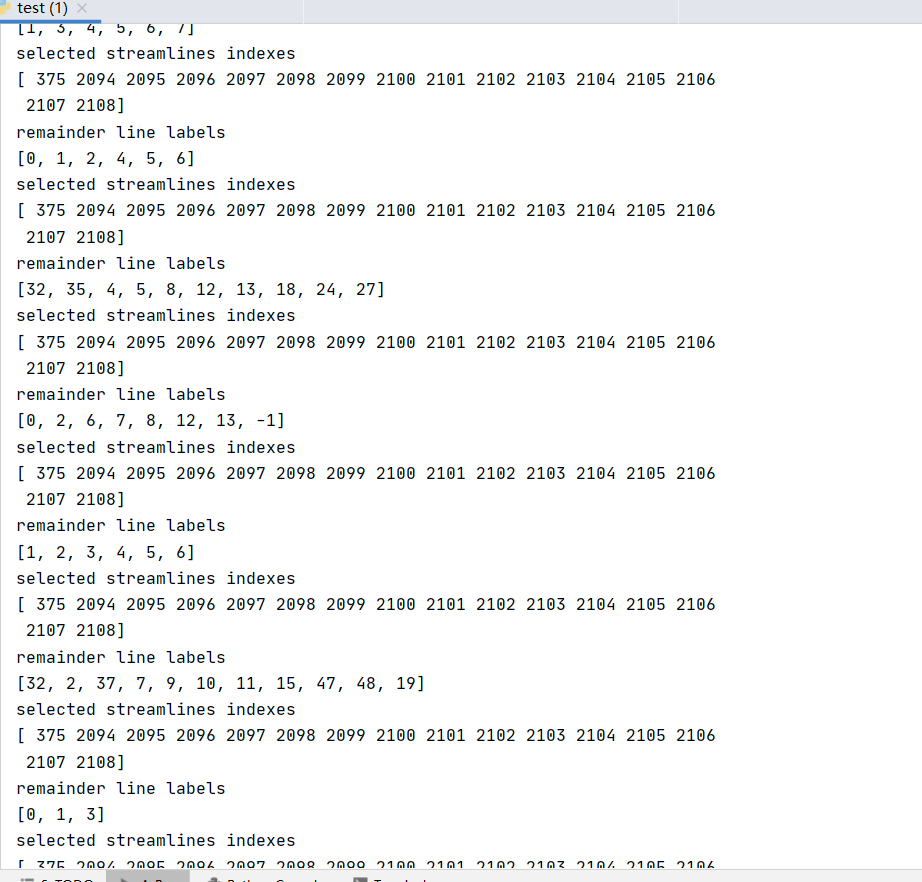 test (1)
[1, 3, 4, 5, 6, 7]
selected streamlines indexes
[ 375 2094 2095 2096 2097 2098 2099 2100 2101 2102 2103 2104 2105 2106
2107 2108]
remainder line labels
[0, 1, 2, 4, 5, 6]
selected streamlines indexes
[ 375 2094 2095 2096 2097 2098 2099 2100 2101 2102 2103 2104 2105 2106
2107 2108]
remainder line labels
[32, 35, 4, 5, 8, 12, 13, 18, 24, 27]
selected streamlines indexes
[ 375 2094 2095 2096 2097 2098 2099 2100 2101 2102 2103 2104 2105 2106
2107 2108]
remainder line labels
[0, 2, 6, 7, 8, 12, 13, -1]
selected streamlines indexes
[ 375 2094 2095 2096 2097 2098 2099 2100 2101 2102 2103 2104 2105 2106
2107 2108]
remainder line labels
[1, 2, 3, 4, 5, 6]
selected streamlines indexes
[ 375 2094 2095 2096 2097 2098 2099 2100 2101 2102 2103 2104 2105 2106
2107 2108]
remainder line labels
[32, 2, 37, 7, 9, 10, 11, 15, 47, 48, 19]
selected streamlines indexes
[ 375 2094 2095 2096 2097 2098 2099 2100 2101 2102 2103 2104 2105 2106
2107 2108]
remainder line labels
[0, 1, 3]
selected streamlines indexes
[ 375 2094 2095 2096 2097 2098 2099 2100 2101 2102 2103 2104 2105 2106